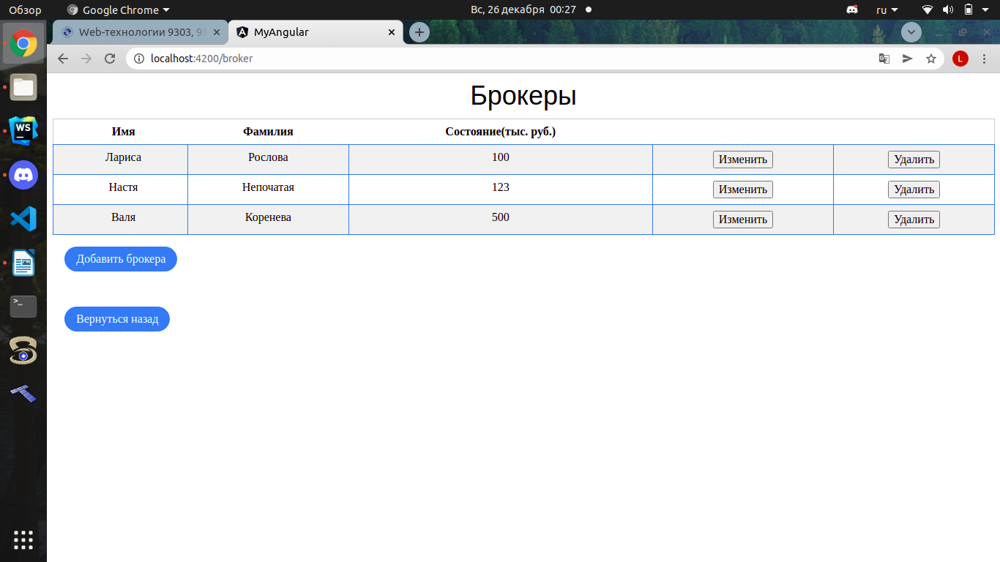 Обзор Google Chrome Вс, 26 декабря 00:27 ru
Web-технологии 9303, 93 MyAngular
localhost:4200/broker L
Брокеры
Имя Фамилия Состояние(тыс. руб.)
Лариса Рослова 100 Изменить Удалить
Настя Непочатая 123 Изменить Удалить
WS
Валя Коренева 500 Изменить Удалить
Добавить брокера
>_
Вернуться назад